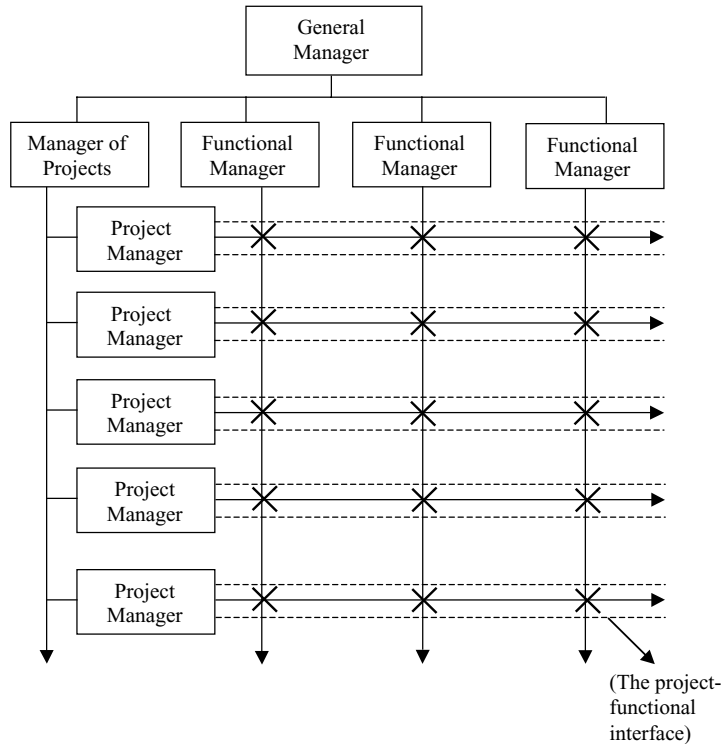 General
Manager
Manager of
Projects
Functional
Manager
Functional
Manager
Functional
Manager
Project
Manager
Project
Manager
Project
Manager
Project
Manager
Project
Manager
(The project-
functional
interface)